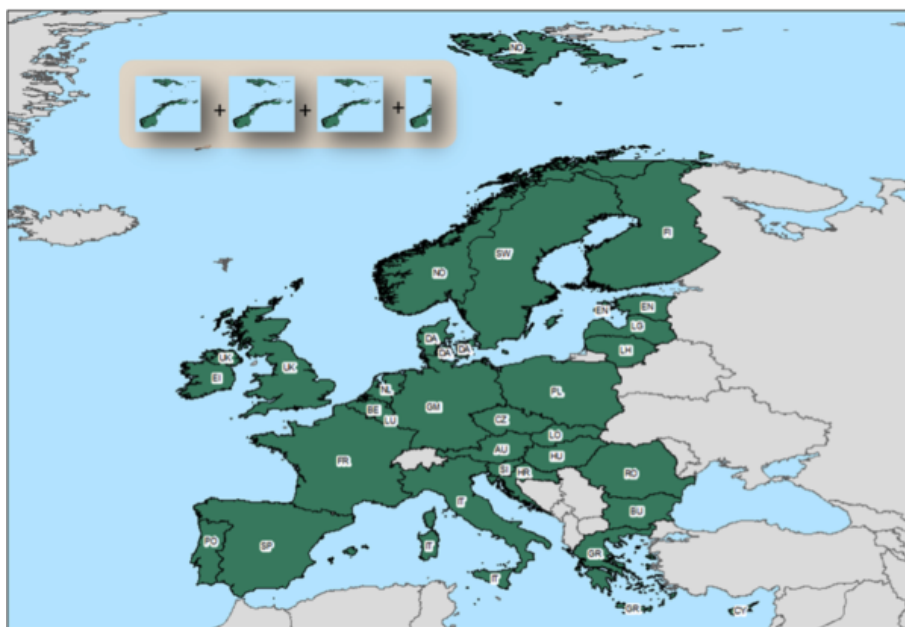 NO
+ + + +
FI
SW
NO
EN
EN
LG
DA
DA
DA
LH
UK
UK
EI
NL
PL
BE
GM
LU
CZ
LO
AU
HU
FR
SI
HR
RO
IT
BU
PO
SP
IT
GR
IT
GR
CY